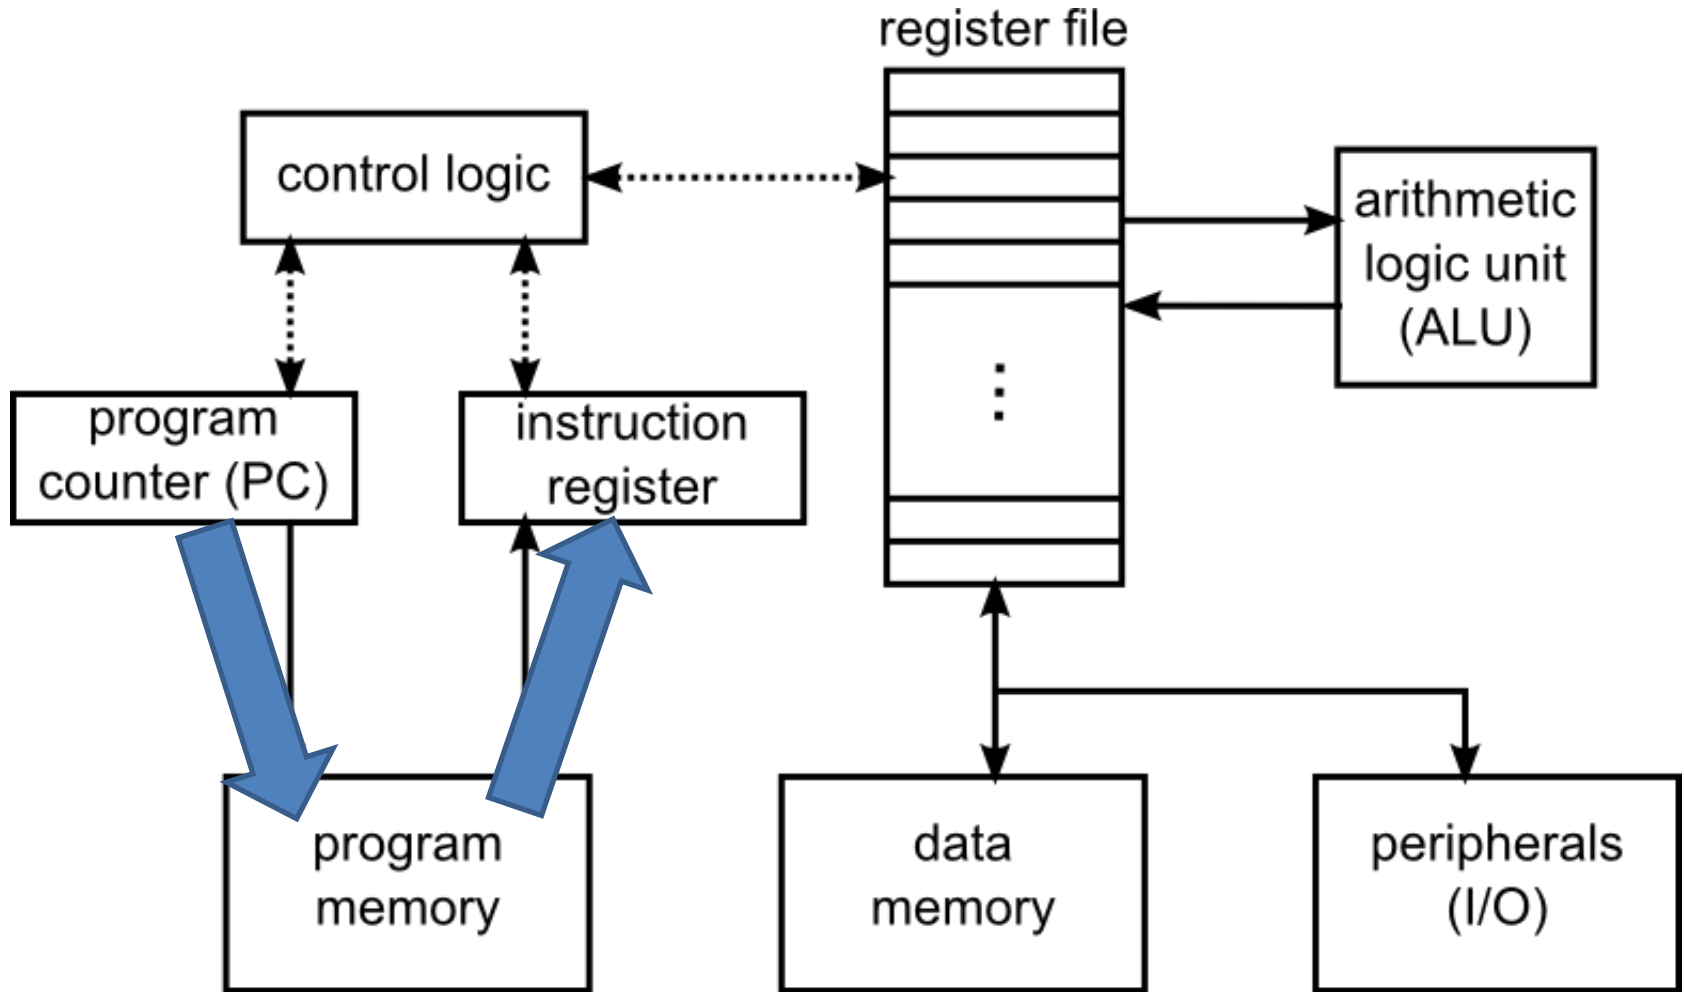 register file
control logic
arithmetic
logic unit
(ALU)
program
counter (PC)
instruction
register
program
memory
data
memory
peripherals
(I/O)